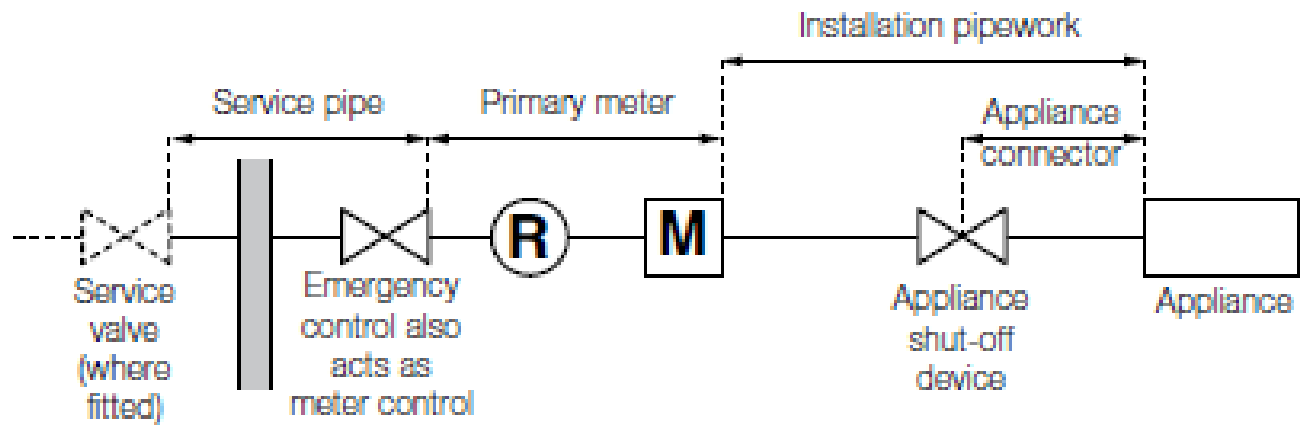 Installation pipework
Service pipe
Primary meter
Appliance
connector
R
M
Service
valve
(where
fitted)
Emergency
control also
acts as
meter control
Appliance
shut-off
device
Appliance